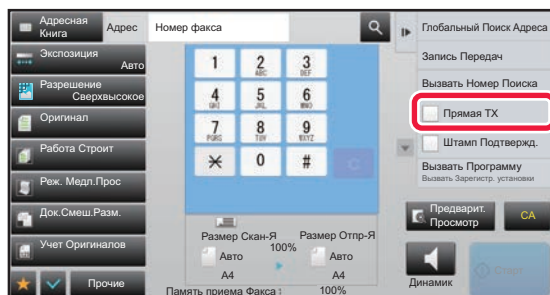 Адресная
Книга
Адрес
Номер факса
Глобальный Поиск Адреса
Экспозиция
Авто
Запись Передач
Разрешение
Сверхвысокое
Вызвать Номер Поиска
Оригинал
Прямая TX
Работа Строит
Штамп Подтвержд.
Реж. Медл.Прос
Вызвать Программу
Вызвать Зарегистр. установки
Док.Смеш.Разм.
Предварит.
Просмотр
CA
Учет Оригиналов
Прочие
1
2
ABC
3
DEF
4
GHI
5
JKL
6
MNO
7
PQRS
8
TUV
9
WXYZ
0
#
C
Размер Скан-Я
Размер Отпр-Я
100%
Авто
Авто
A4
A4
Память приема Факса:
100%
Динамик
Старт